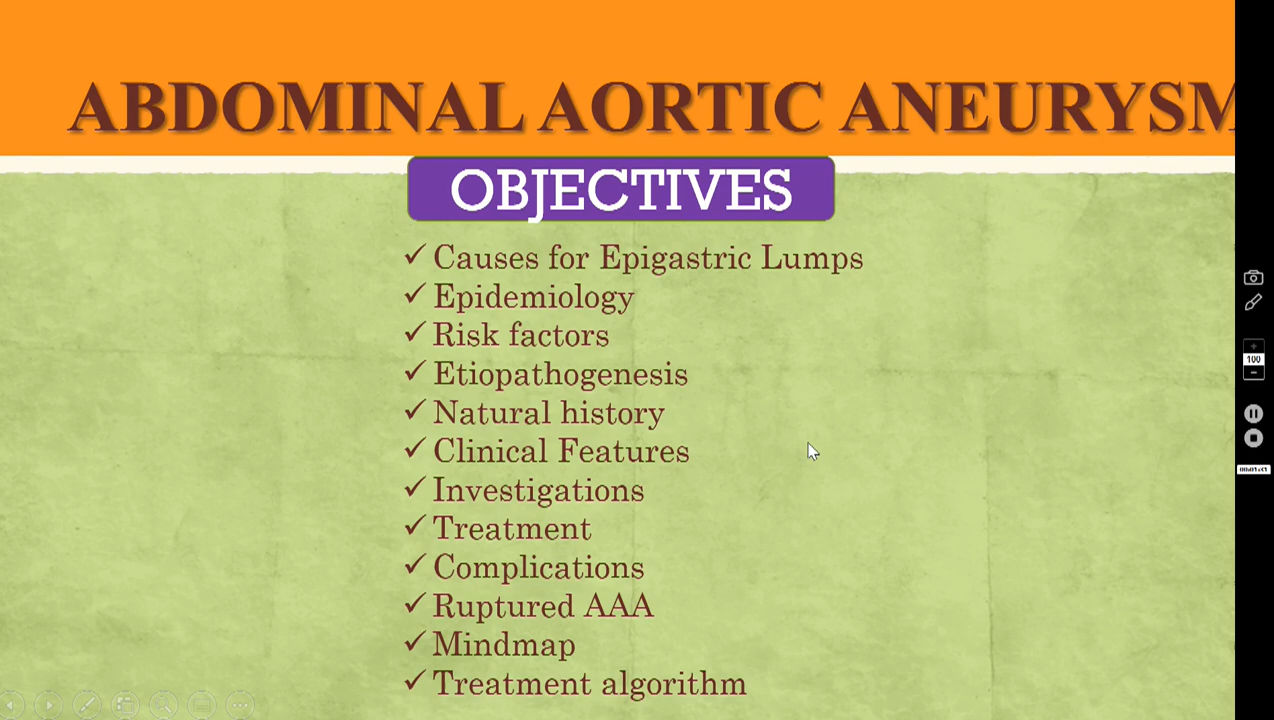 ABDOMINAL AORTIC ANEURYSM
OBJECTIVES
✓ Causes for Epigastric Lumps
✓ Epidemiology
✓ Risk factors
✓ Etiopathogenesis
✓ Natural history
✓ Clinical Features
✓ Investigations
✓ Treatment
✓ Complications
✓ Ruptured AAA
✓ Mindmap
✓ Treatment algorithm
100